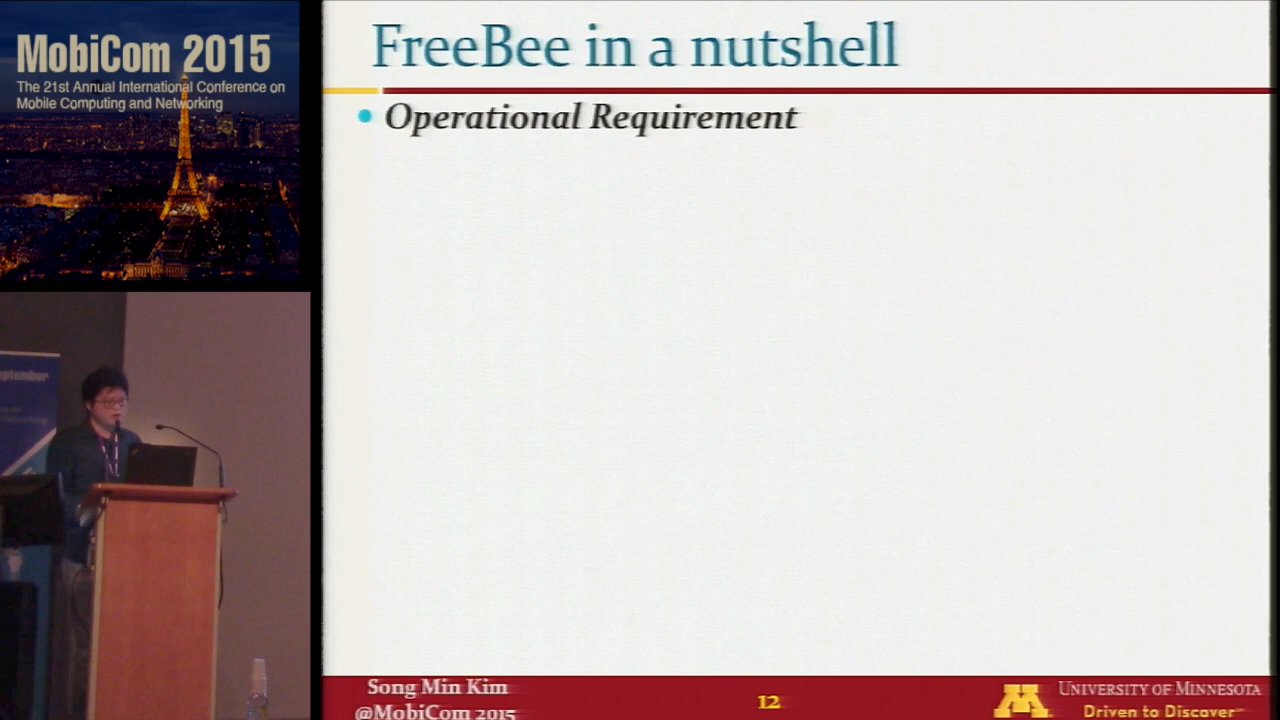 MobiCom 2015
The 21st Annual International Conference on
Mobile Computing and Networking
FreeBee in a nutshell
Operational Requirement
Song Min Kim
@MobiCom 2015
12
UNIVERSITY OF MINNESOTA
Driven to Discover